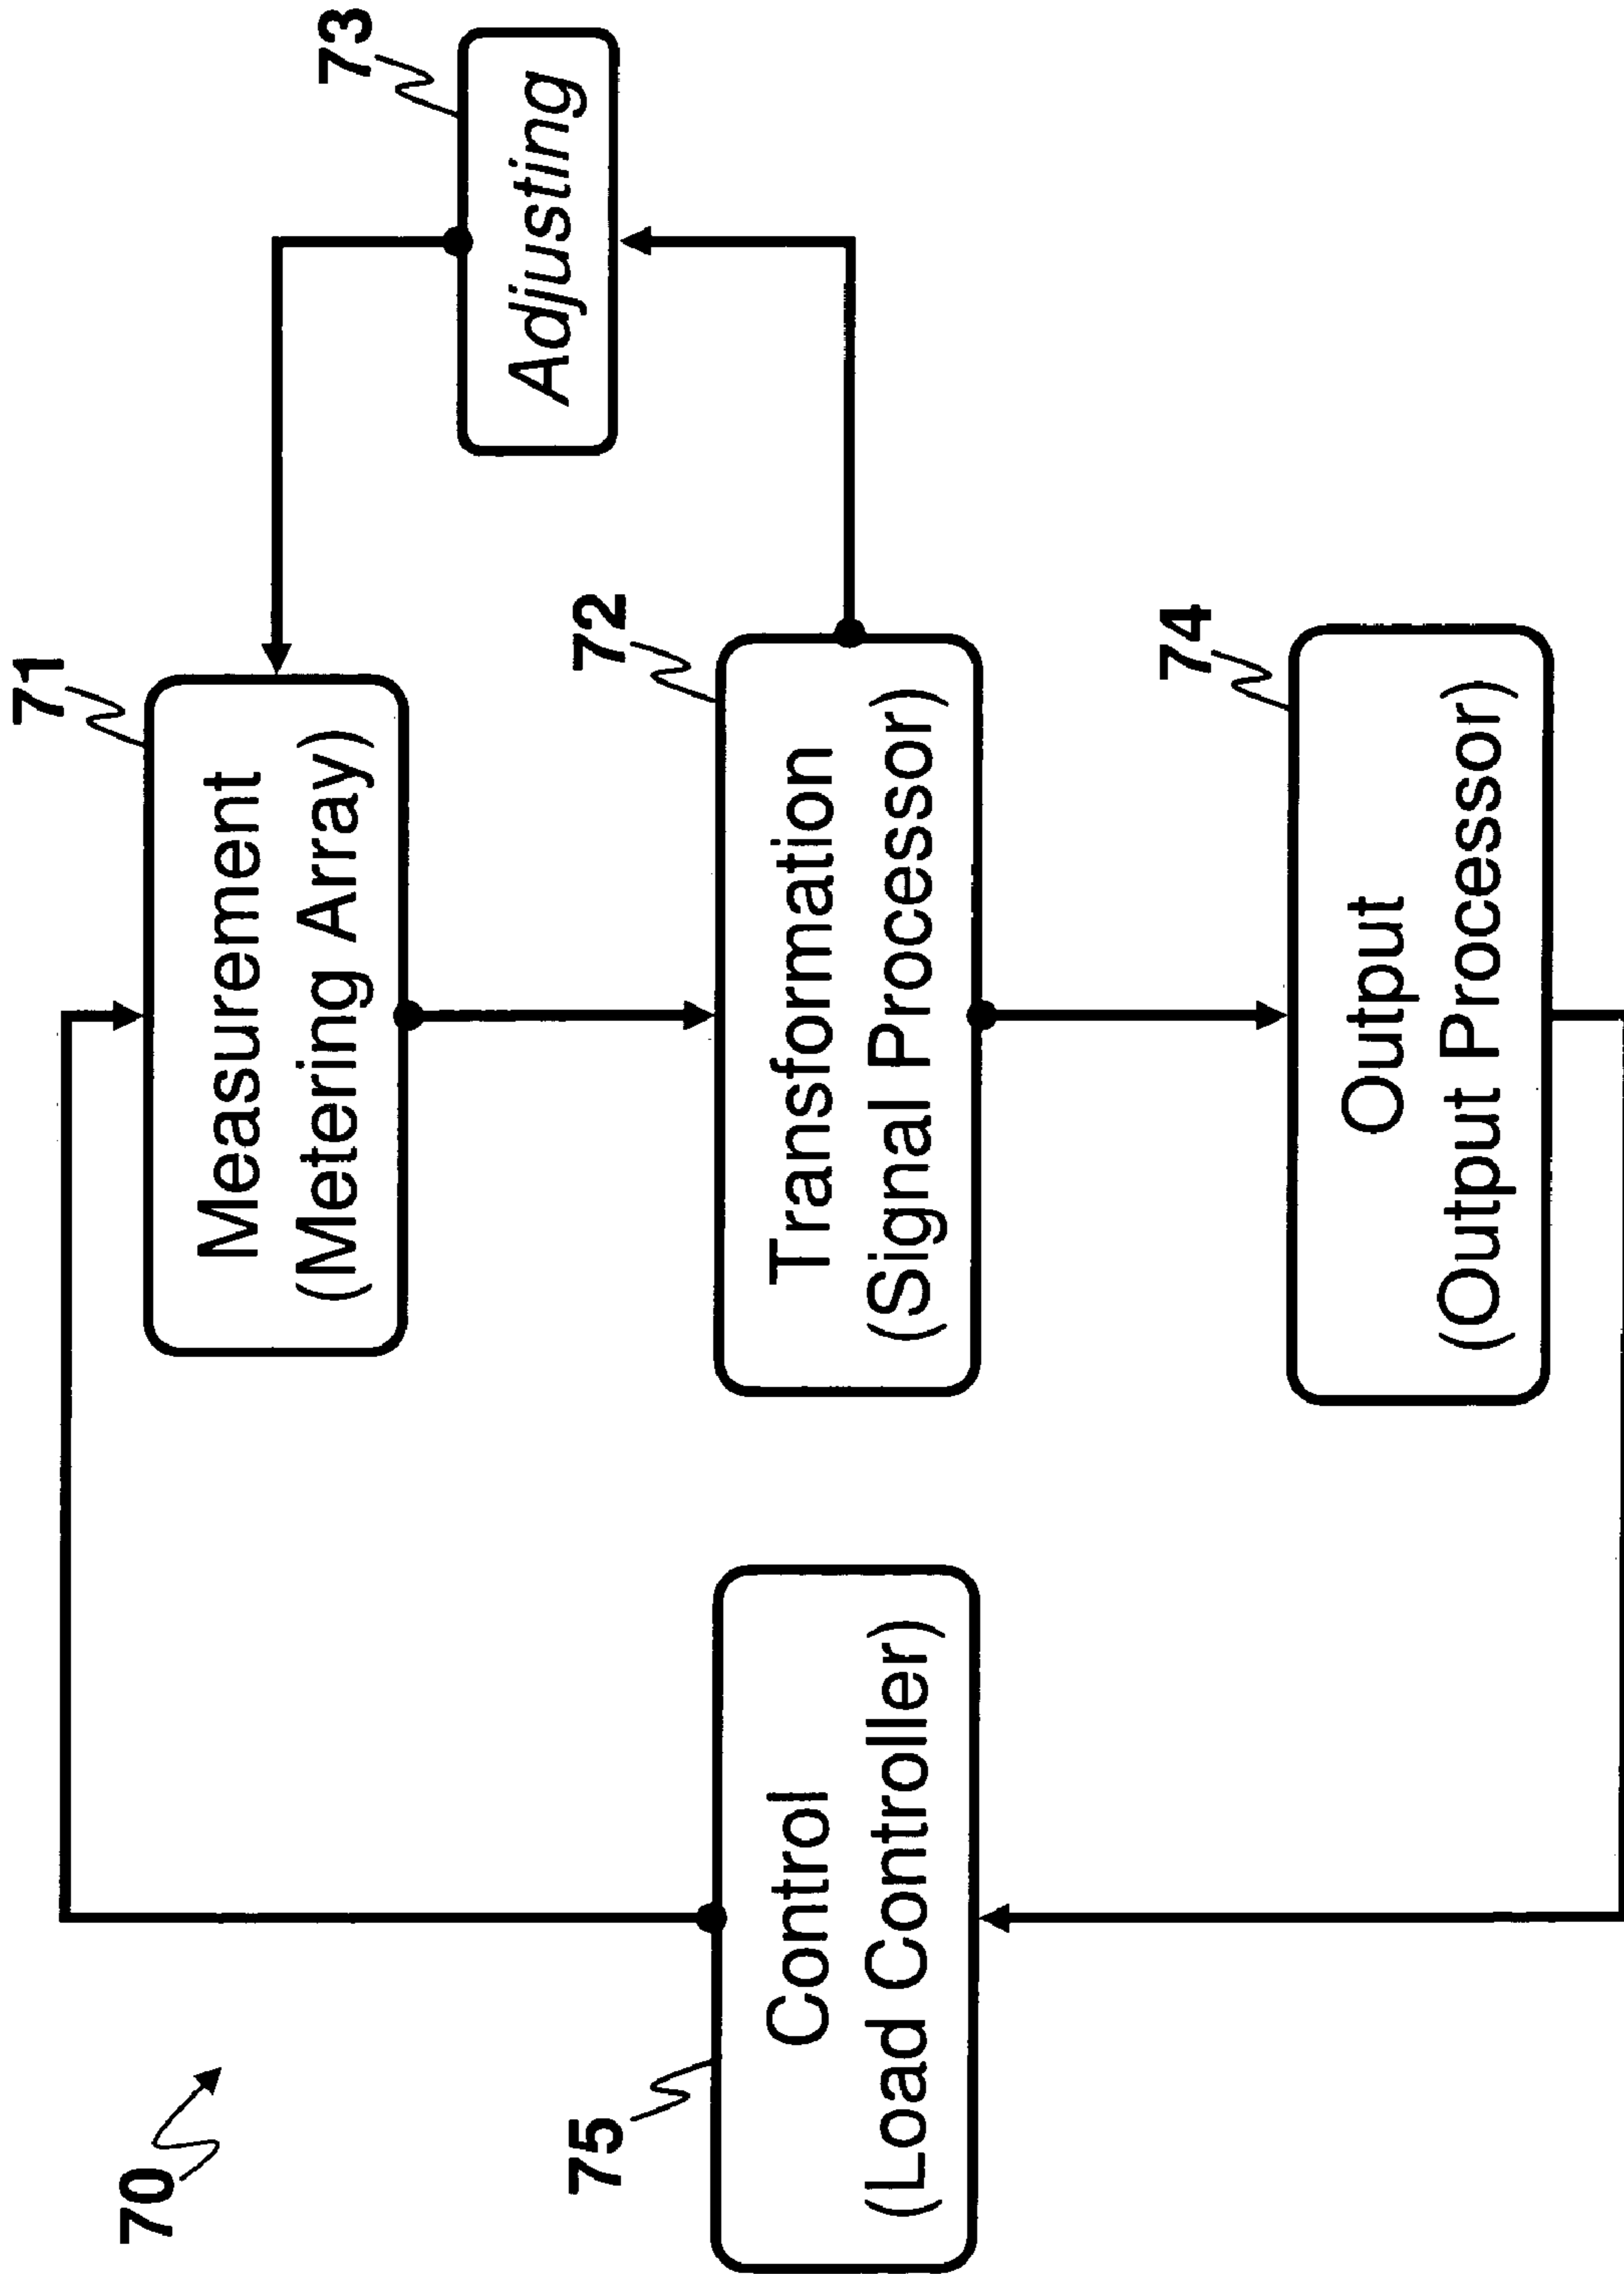 70
71
Measurement
(Metering Array)
73
Adjusting
72
Transformation
(Signal Processor)
75
Control
(Load Controller)
74
Output
(Output Processor)